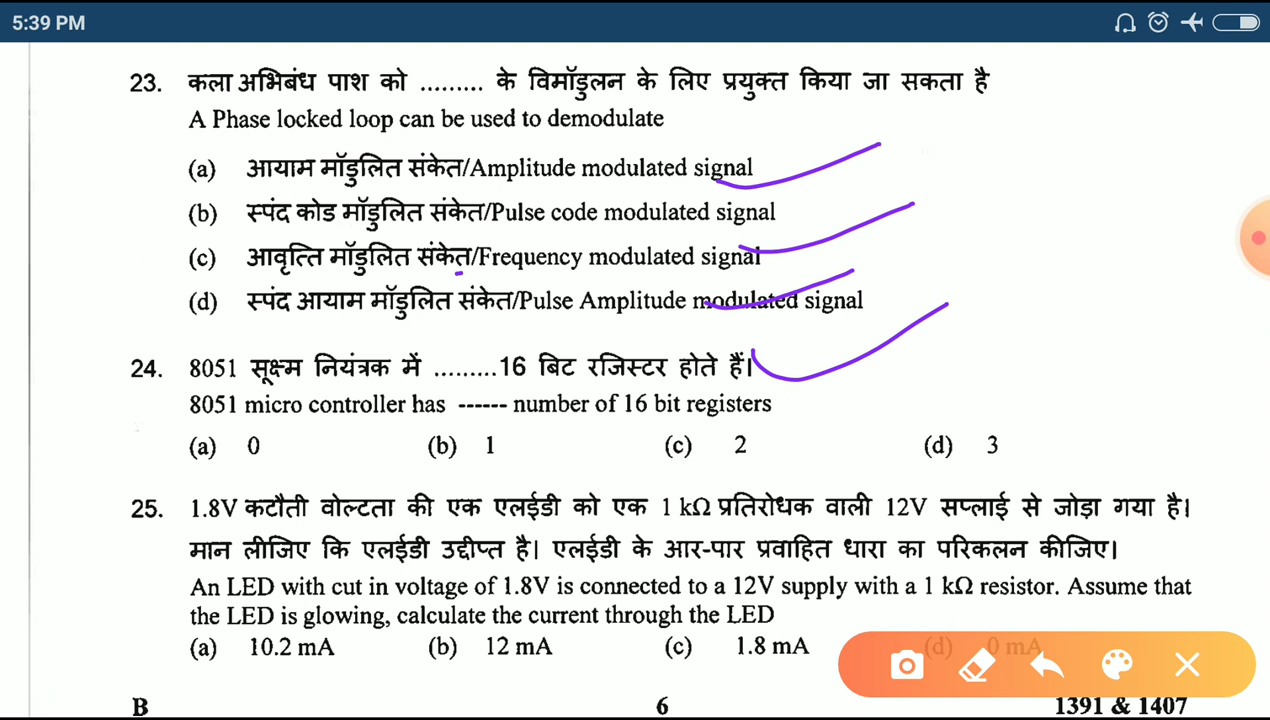 5:39 PM
23. कला अभिबंध पाश को ......... के विमॉडुलन के लिए प्रयुक्त किया जा सकता है
A Phase locked loop can be used to demodulate
(a) आयाम मॉडुलित संकेत/Amplitude modulated signal
(b) स्पंद कोड मॉडुलित संकेत/Pulse code modulated signal
(c) आवृत्ति मॉडुलित संकेत/Frequency modulated signal
(d) स्पंद आयाम मॉडुलित संकेत/Pulse Amplitude modulated signal
24. 8051 सूक्ष्म नियंत्रक में .........16 बिट रजिस्टर होते हैं।
8051 micro controller has ------ number of 16 bit registers
(a) 0 (b) 1 (c) 2 (d) 3
25. 1.8V कटौती वोल्टता की एक एलईडी को एक 1 kΩ प्रतिरोधक वाली 12V सप्लाई से जोड़ा गया है।
मान लीजिए कि एलईडी उद्दीप्त है। एलईडी के आर-पार प्रवाहित धारा का परिकलन कीजिए।
An LED with cut in voltage of 1.8V is connected to a 12V supply with a 1 kΩ resistor. Assume that
the LED is glowing, calculate the current through the LED
(a) 10.2 mA (b) 12 mA (c) 1.8 mA (d) 0 mA
B 6 1391 & 1407